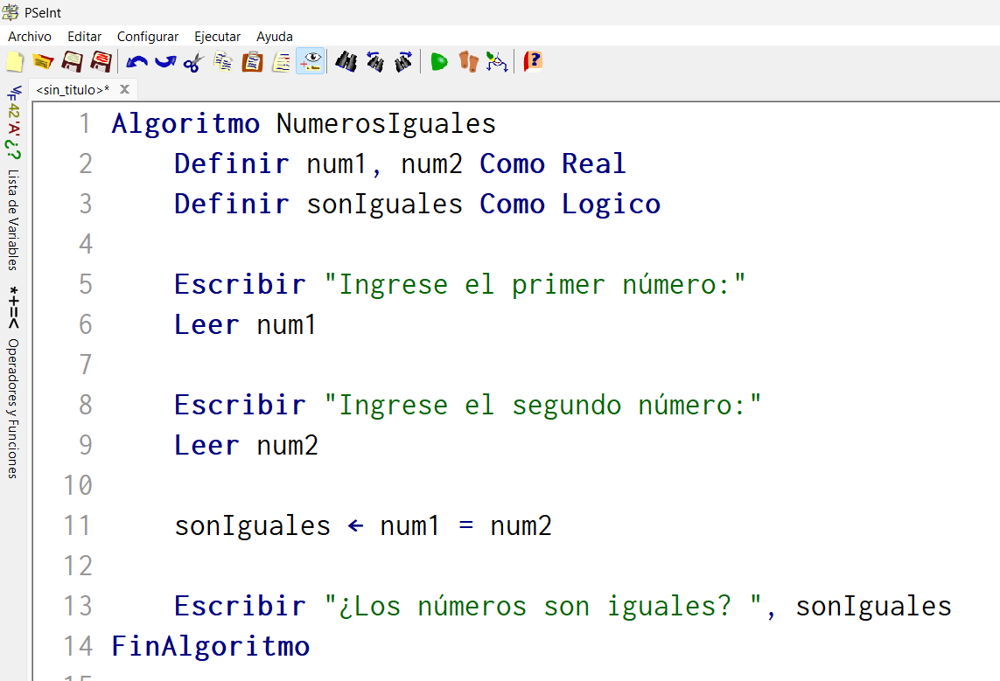 PSeInt
Archivo Editar Configurar Ejecutar Ayuda
<sin_titulo>* X
1 Algoritmo NumerosIguales
2 Definir num1, num2 Como Real
3 Definir sonIguales Como Logico
4
5 Escribir "Ingrese el primer número:"
6 Leer num1
7
8 Escribir "Ingrese el segundo número:"
9 Leer num2
10
11 sonIguales ← num1 = num2
12
13 Escribir "¿Los números son iguales? ", sonIguales
14 FinAlgoritmo
15
VF 42 'A' ¿? Lista de Variables
*+=< Operadores y Funciones